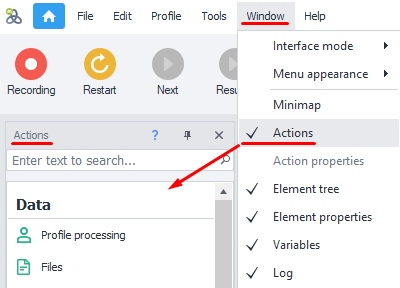 File Edit Profile Tools Window Help
Recording Restart Next
Interface mode
Menu appearance
Minimap
Actions
Action properties
Element tree
Element properties
Variables
Log
Actions ?
Enter text to search...
Data
Profile processing
Files